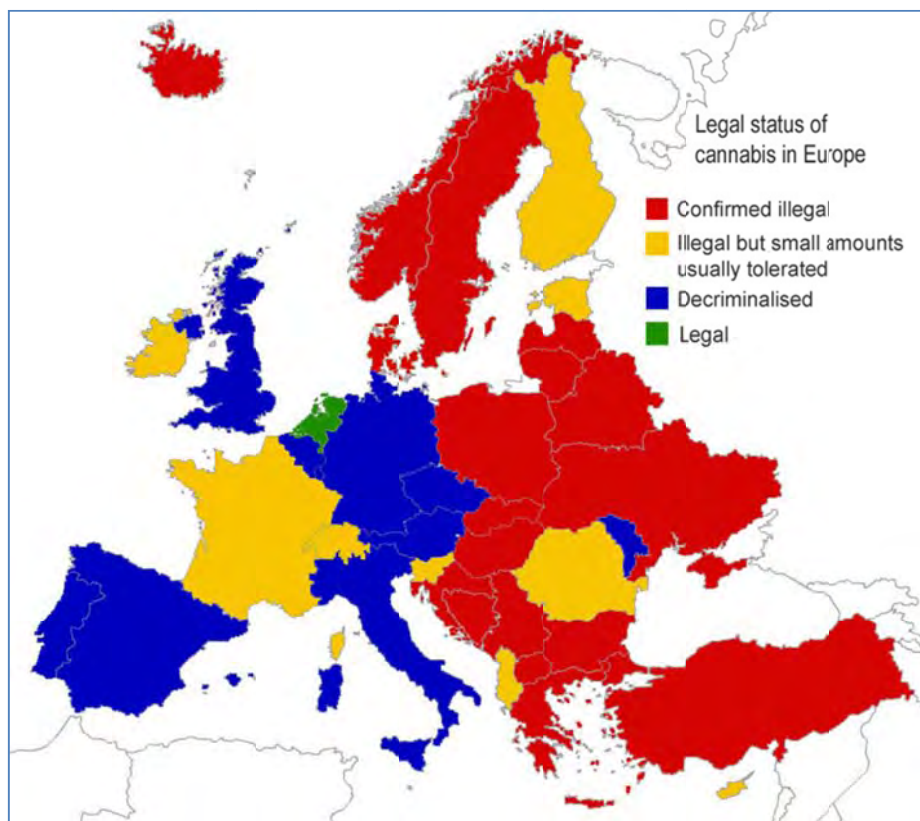 Legal status of
cannabis in Europe
Confirmed illegal
Illegal but small amounts
usually tolerated
Decriminalised
Legal